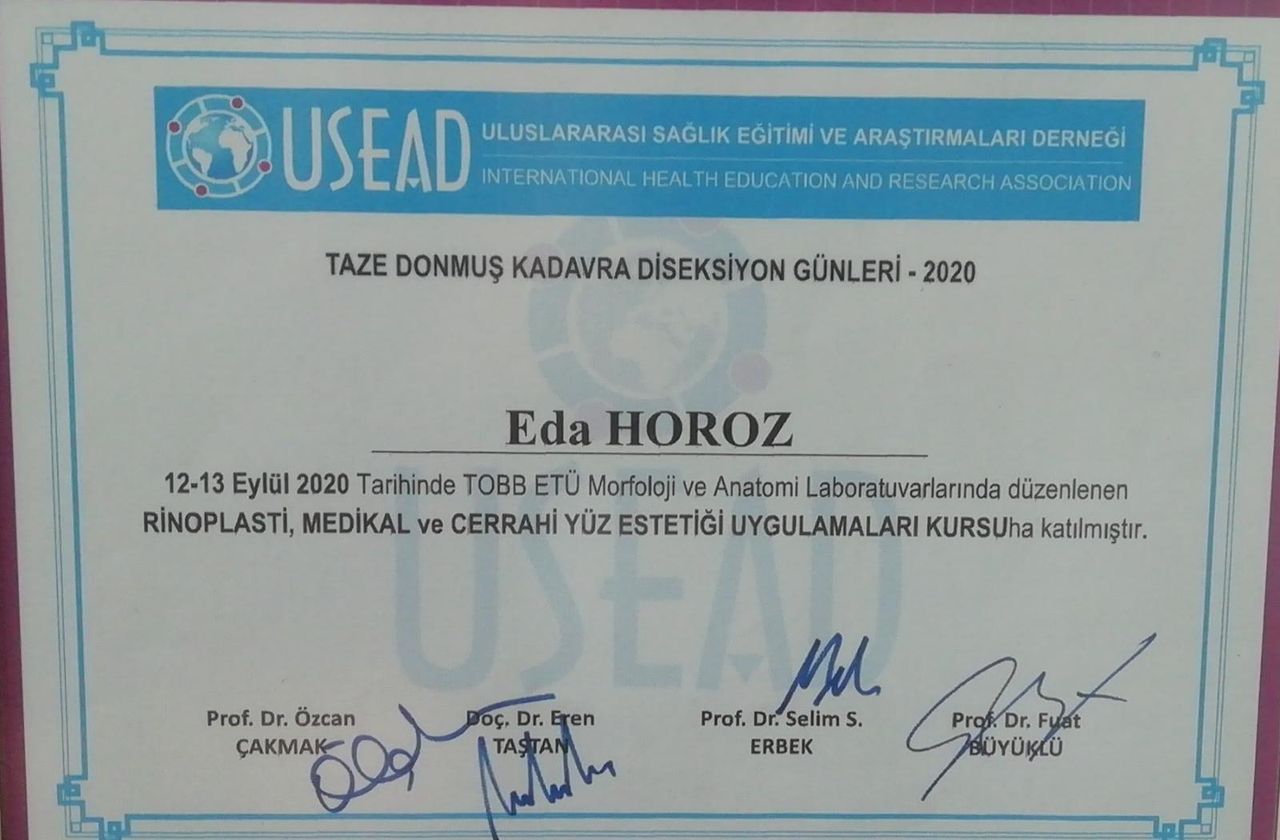 USEAD
ULUSLARARASI SAĞLIK EĞİTİMİ VE ARAŞTIRMALARI DERNEĞİ
INTERNATIONAL HEALTH EDUCATION AND RESEARCH ASSOCIATION
TAZE DONMUŞ KADAVRA DİSEKSİYON GÜNLERİ - 2020
Eda HOROZ
12-13 Eylül 2020 Tarihinde TOBB ETÜ Morfoloji ve Anatomi Laboratuvarlarında düzenlenen
RİNOPLASTİ, MEDİKAL ve CERRAHİ YÜZ ESTETİĞİ UYGULAMALARI KURSUha katılmıştır.
USEAD
Prof. Dr. Özcan
ÇAKMAK
Doç. Dr. Eren
TAŞTAN
Prof. Dr. Selim S.
ERBEK
Prof. Dr. Fuat
BÜYÜKLÜ